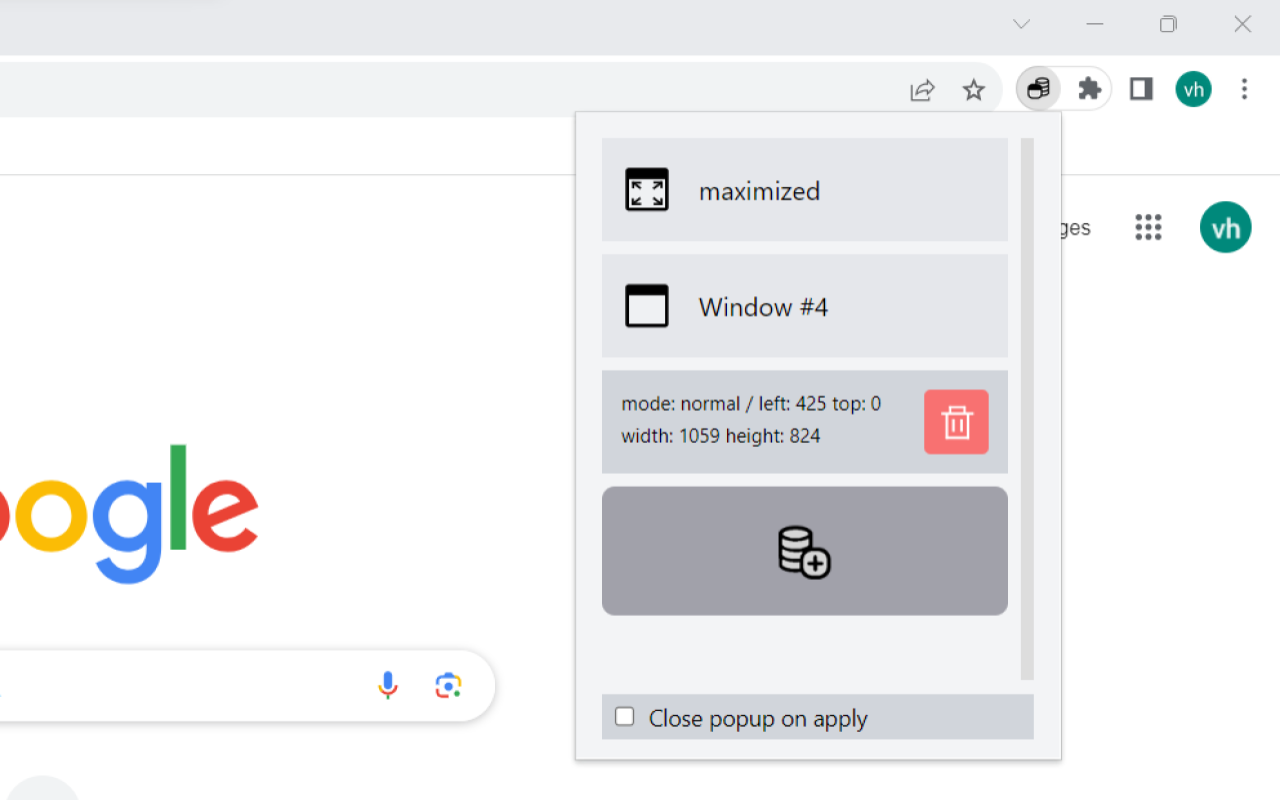 vh
maximized
ges
vh
Window #4
mode: normal / left: 425 top: 0
width: 1059 height: 824
ogle
Close popup on apply